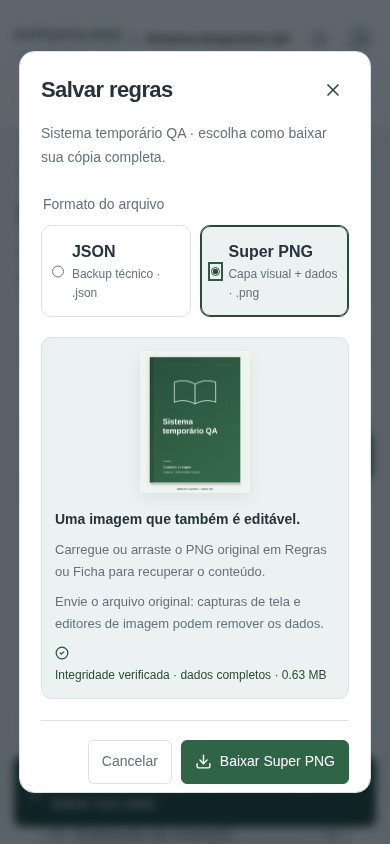 Salvar regras
Sistema temporário QA · escolha como baixar
sua cópia completa.
Formato do arquivo
JSON
Backup técnico ·
.json
Super PNG
Capa visual + dados
· .png
Sistema
temporário QA
Uma imagem que também é editável.
Carregue ou arraste o PNG original em Regras
ou Ficha para recuperar o conteúdo.
Envie o arquivo original: capturas de tela e
editores de imagem podem remover os dados.
Integridade verificada · dados completos · 0.63 MB
Cancelar
Baixar Super PNG